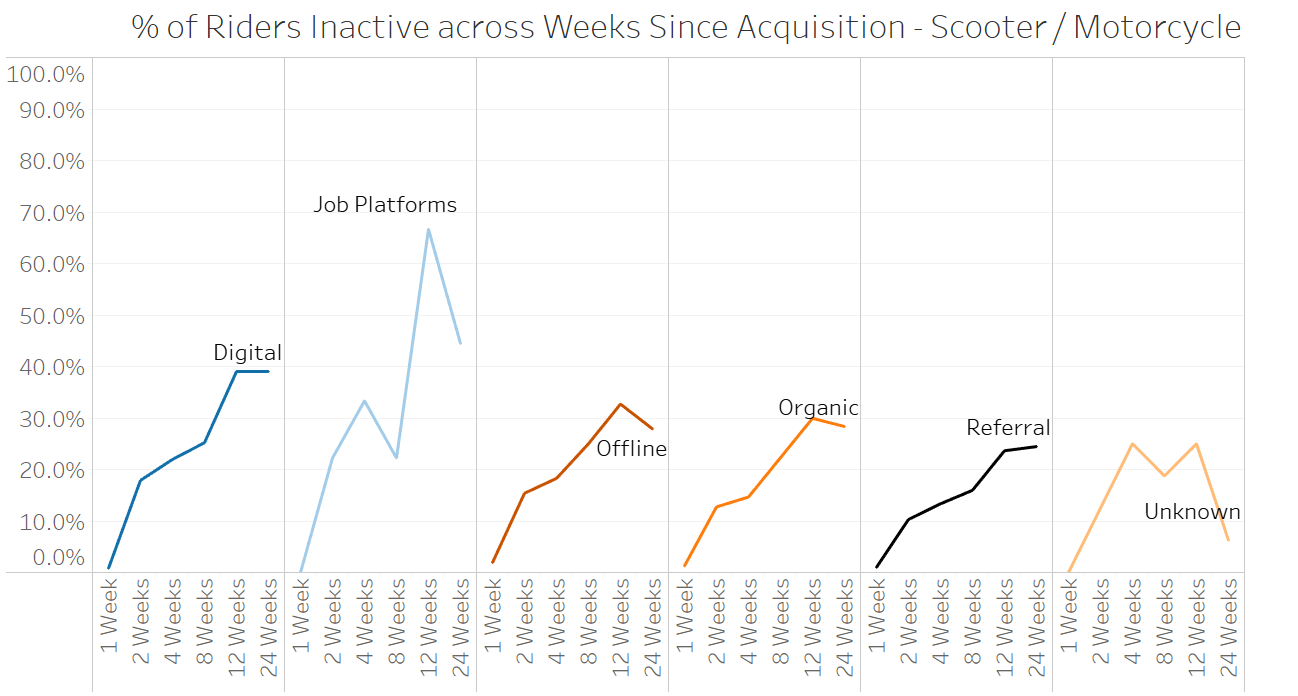 % of Riders Inactive across Weeks Since Acquisition - Scooter / Motorcycle
100.0%
90.0%
80.0%
70.0%
60.0%
50.0%
40.0%
30.0%
20.0%
10.0%
0.0%
Digital
Job Platforms
Offline
Organic
Referral
Unknown
1 Week
2 Weeks
4 Weeks
8 Weeks
12 Weeks
24 Weeks
1 Week
2 Weeks
4 Weeks
8 Weeks
12 Weeks
24 Weeks
1 Week
2 Weeks
4 Weeks
8 Weeks
12 Weeks
24 Weeks
1 Week
2 Weeks
4 Weeks
8 Weeks
12 Weeks
24 Weeks
1 Week
2 Weeks
4 Weeks
8 Weeks
12 Weeks
24 Weeks
1 Week
2 Weeks
4 Weeks
8 Weeks
12 Weeks
24 Weeks